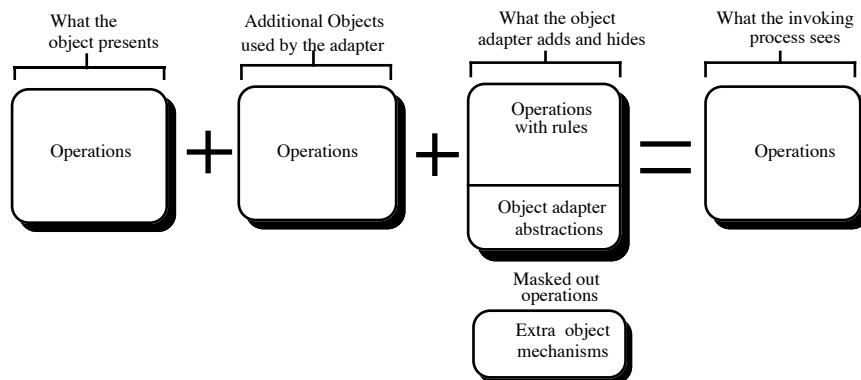 What the
object presents
Additional Objects
used by the adapter
What the object
adapter adds and hides
What the invoking
process sees
Operations
+
Operations
+
Operations
with rules
Object adapter
abstractions
=
Operations
Masked out
operations
Extra object
mechanisms